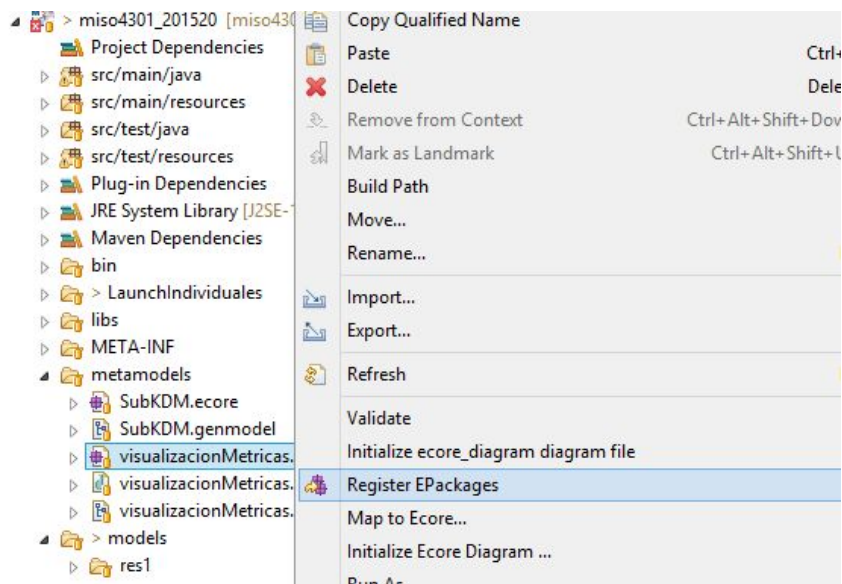 > miso4301_201520 [miso430
Project Dependencies
src/main/java
src/main/resources
src/test/java
src/test/resources
Plug-in Dependencies
JRE System Library [J2SE-1
Maven Dependencies
bin
> LaunchIndividuales
libs
META-INF
metamodels
SubKDM.ecore
SubKDM.genmodel
visualizacionMetricas.
visualizacionMetricas.
visualizacionMetricas.
> models
res1
Copy Qualified Name
Paste Ctrl+
Delete Dele
Remove from Context Ctrl+Alt+Shift+Dow
Mark as Landmark Ctrl+Alt+Shift+U
Build Path
Move...
Rename...
Import...
Export...
Refresh
Validate
Initialize ecore_diagram diagram file
Register EPackages
Map to Ecore...
Initialize Ecore Diagram ...
Run As